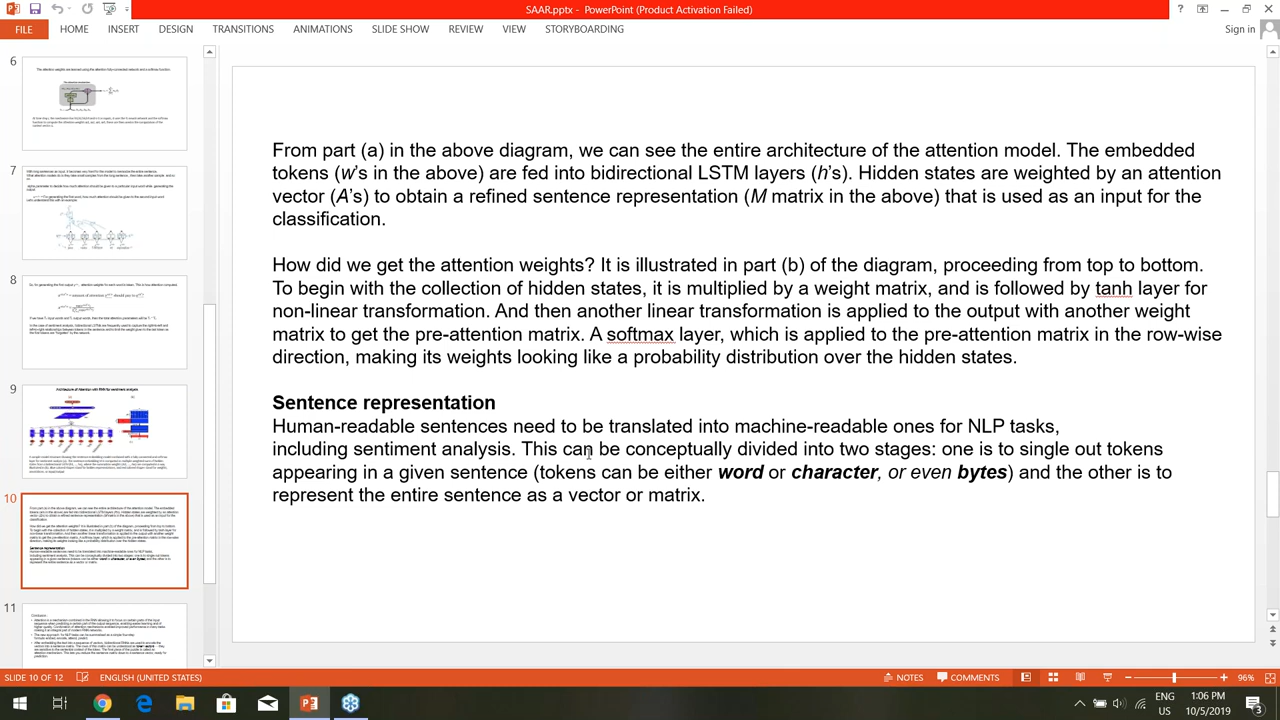 SAAR.pptx - PowerPoint (Product Activation Failed)
FILE HOME INSERT DESIGN TRANSITIONS ANIMATIONS SLIDE SHOW REVIEW VIEW STORYBOARDING Sign in
6
7
8
9
10
11
From part (a) in the above diagram, we can see the entire architecture of the attention model. The embedded
tokens (w's in the above) are fed into bidirectional LSTM layers (h's). Hidden states are weighted by an attention
vector (A's) to obtain a refined sentence representation (M matrix in the above) that is used as an input for the
classification.
How did we get the attention weights? It is illustrated in part (b) of the diagram, proceeding from top to bottom.
To begin with the collection of hidden states, it is multiplied by a weight matrix, and is followed by tanh layer for
non-linear transformation. And then another linear transformation is applied to the output with another weight
matrix to get the pre-attention matrix. A softmax layer, which is applied to the pre-attention matrix in the row-wise
direction, making its weights looking like a probability distribution over the hidden states.
Sentence representation
Human-readable sentences need to be translated into machine-readable ones for NLP tasks,
including sentiment analysis. This can be conceptually divided into two stages: one is to single out tokens
appearing in a given sentence (tokens can be either word or character, or even bytes) and the other is to
represent the entire sentence as a vector or matrix.
SLIDE 10 OF 12 ENGLISH (UNITED STATES) NOTES COMMENTS 96%
ENG 1:06 PM
US 10/5/2019 3